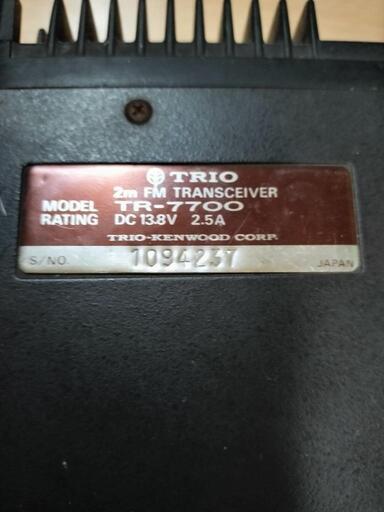 TRIO
2m FM TRANSCEIVER
MODEL TR-7700
RATING DC 13.8V 2.5A
TRIO-KENWOOD CORP.
S/NO. 1094237 JAPAN